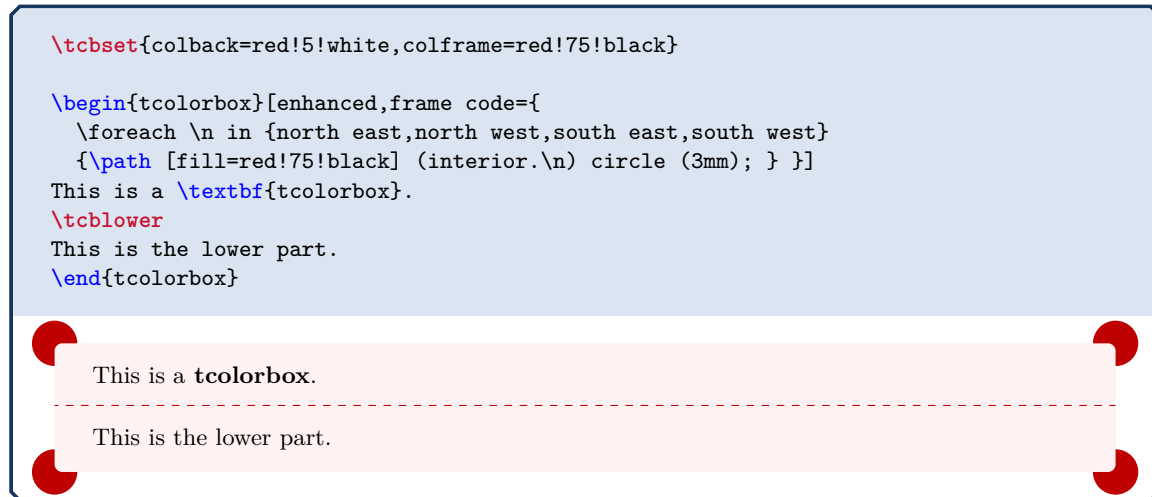 \tcbset{colback=red!5!white,colframe=red!75!black}
\begin{tcolorbox}[enhanced,frame code={
\foreach \n in {north east,north west,south east,south west}
{\path [fill=red!75!black] (interior.\n) circle (3mm); } }]
This is a \textbf{tcolorbox}.
\tcblower
This is the lower part.
\end{tcolorbox}
This is a tcolorbox.
This is the lower part.